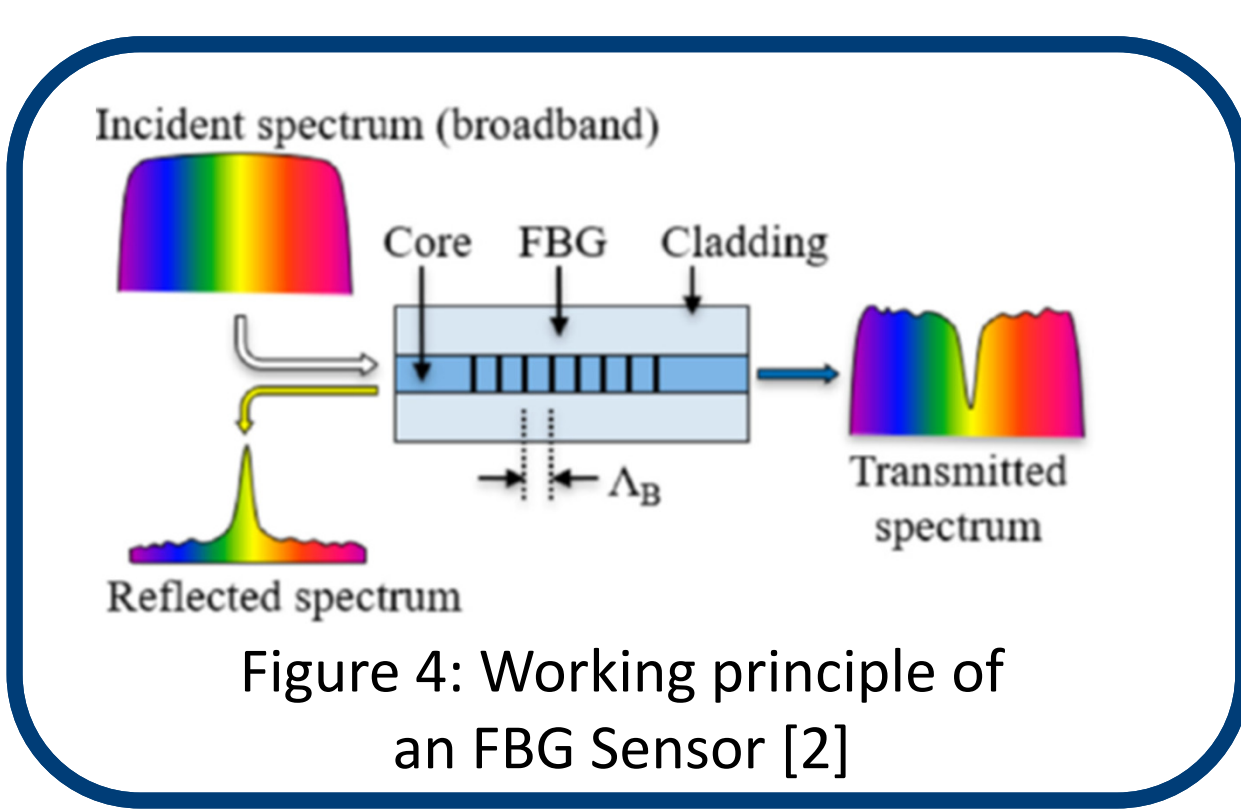 Incident spectrum (broadband)
Core
FBG
Cladding
ΛB
Transmitted
spectrum
Reflected spectrum
Figure 4: Working principle of
an FBG Sensor [2]